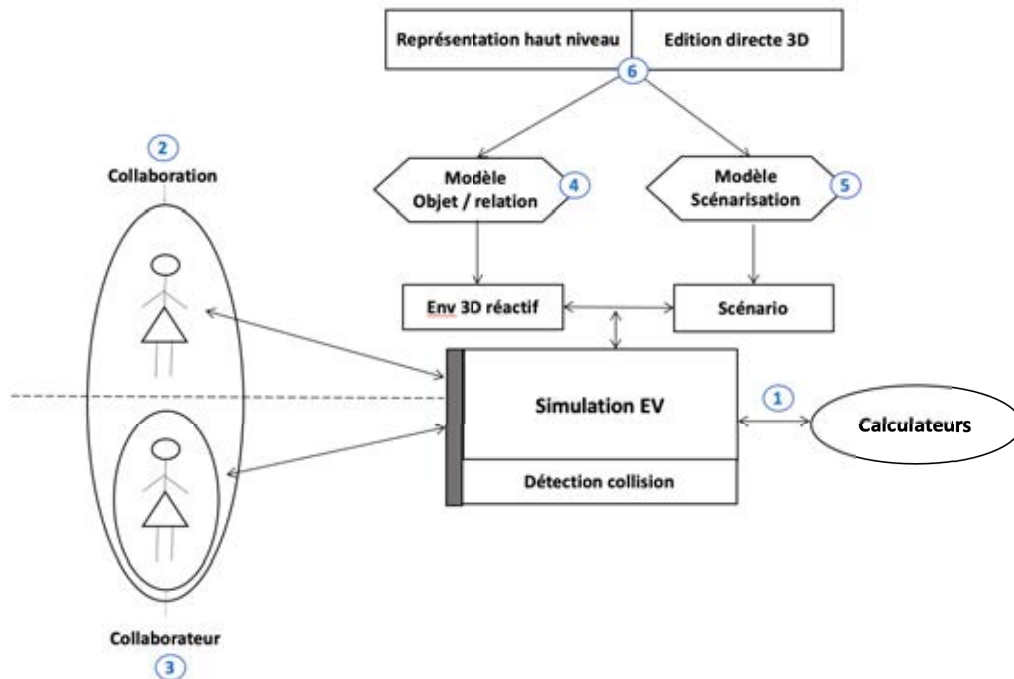 Représentation haut niveau
Edition directe 3D
6
2
Collaboration
Modèle
Objet / relation
4
Modèle
Scénarisation
5
Env 3D réactif
Scénario
Simulation EV
1
Calculateurs
Détection collision
Collaborateur
3